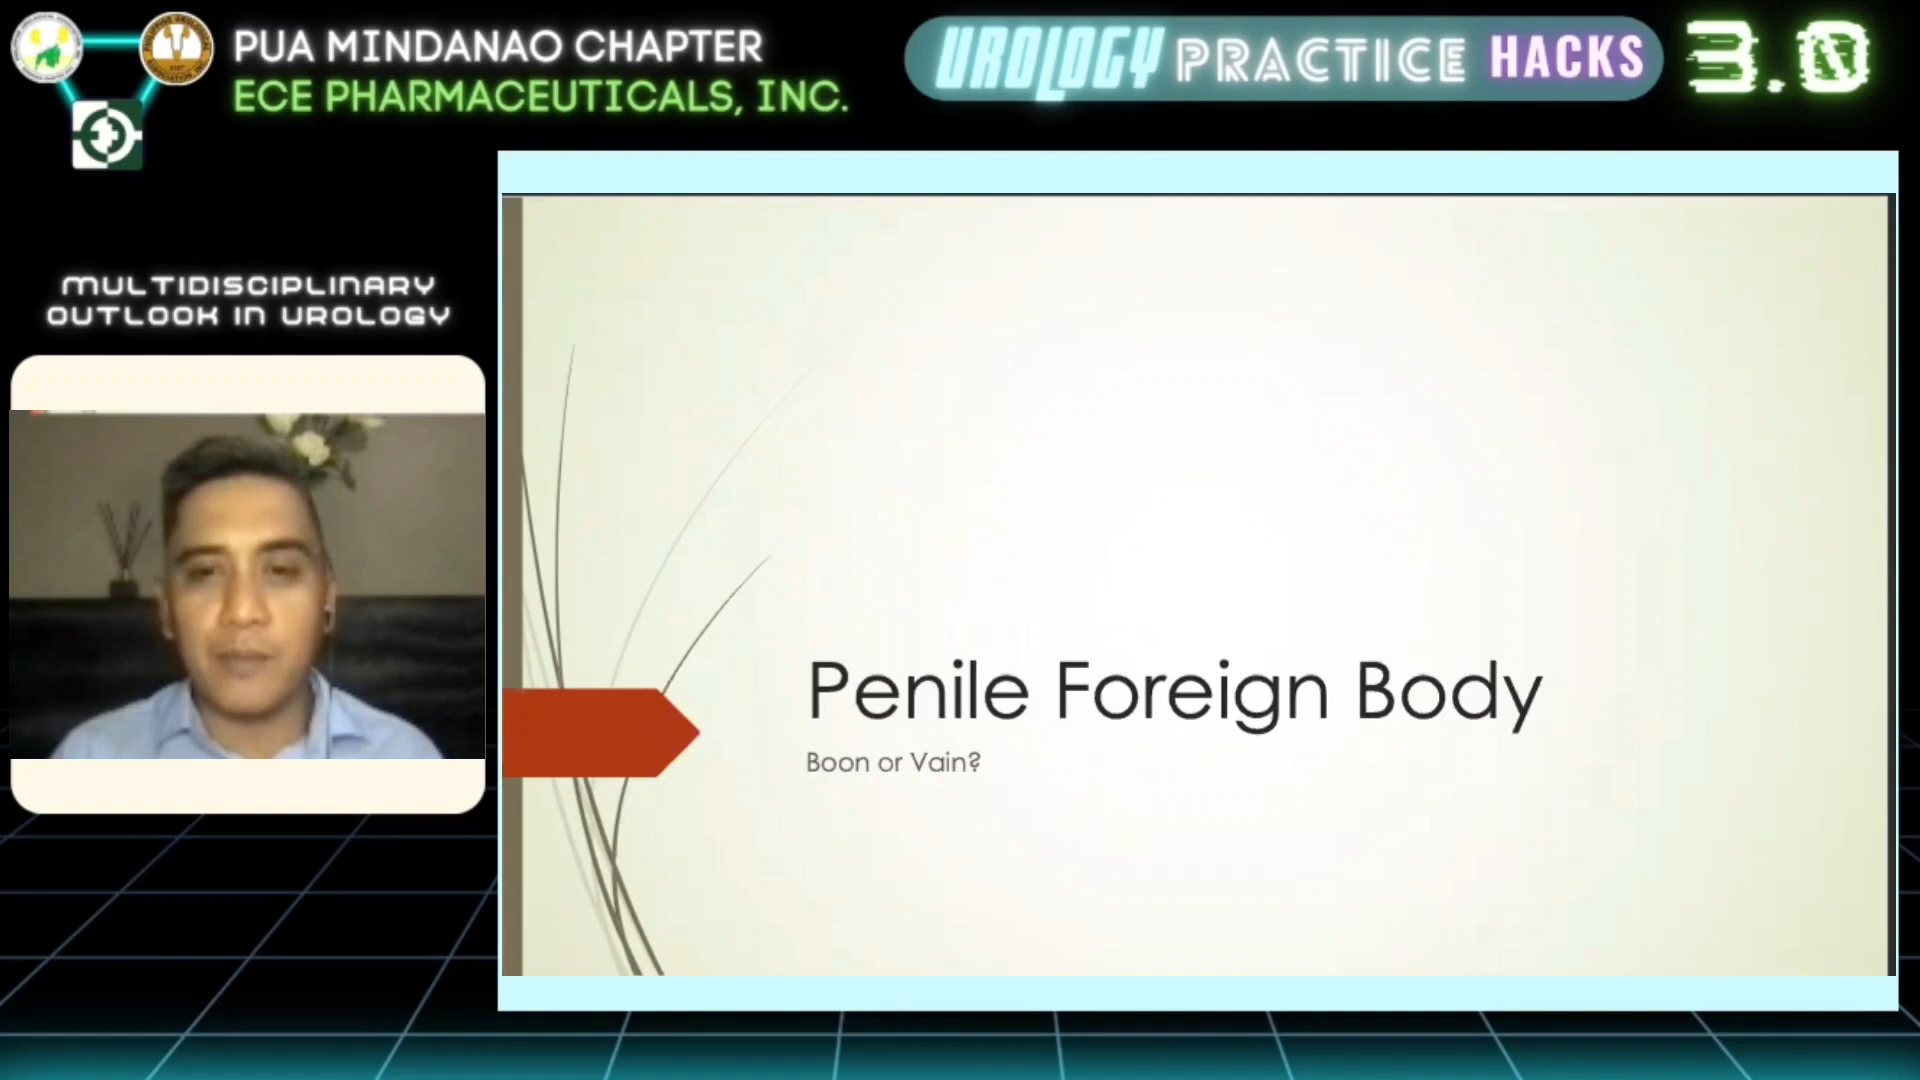 PUA MINDANAO CHAPTER
ECE PHARMACEUTICALS, INC.
UROLOGY PRACTICE HACKS 3.0
MULTIDISCIPLINARY
OUTLOOK IN UROLOGY
Penile Foreign Body
Boon or Vain?